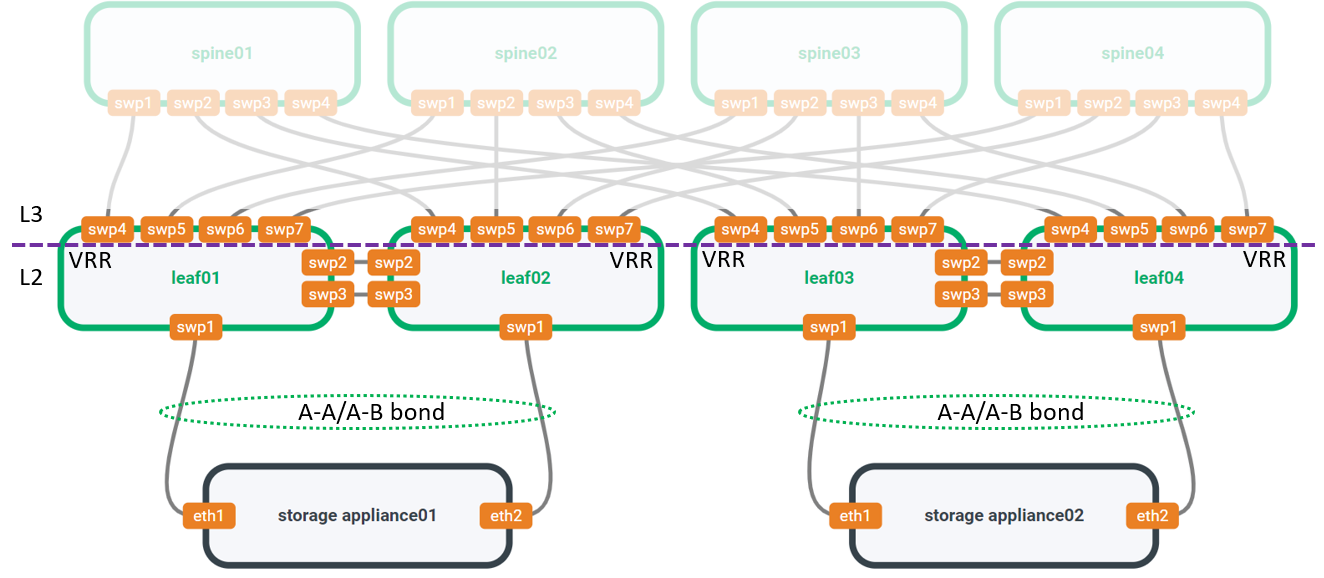 spine01 spine02 spine03 spine04
swp1 swp2 swp3 swp4 swp1 swp2 swp3 swp4 swp1 swp2 swp3 swp4 swp1 swp2 swp3 swp4
L3
swp4 swp5 swp6 swp7 swp4 swp5 swp6 swp7 swp4 swp5 swp6 swp7 swp4 swp5 swp6 swp7
VRR swp2 swp2 VRR VRR swp2 swp2 VRR
L2 leaf01 leaf02 leaf03 leaf04
swp3 swp3 swp3 swp3
swp1 swp1 swp1 swp1
A-A/A-B bond A-A/A-B bond
eth1 storage appliance01 eth2 eth1 storage appliance02 eth2